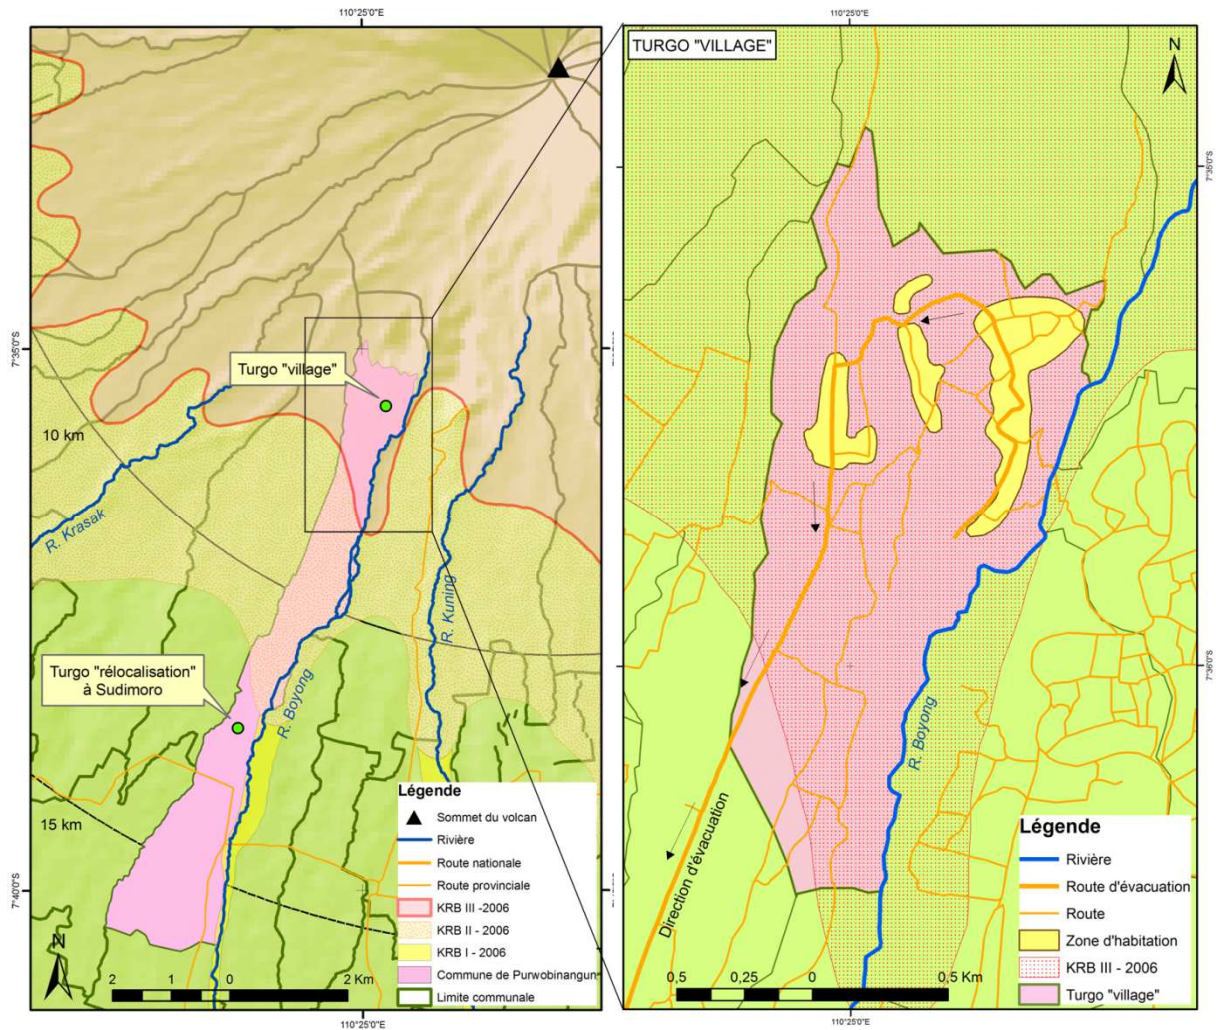 110°25'0"E
7°35'0"S
7°40'0"S
Turgo "village"
10 km
R. Krasak
R. Kuning
Turgo "rélocalisation"
à Sudimoro
R. Boyong
15 km
N
2 1 0 2 Km
Légende
Sommet du volcan
Rivière
Route nationale
Route provinciale
KRB III -2006
KRB II - 2006
KRB I - 2006
Commune de Purwobinangun
Limite communale
110°25'0"E
110°25'0"E
TURGO "VILLAGE"
N
7°35'0"S
7°36'0"S
R. Boyong
Direction d'évacuation
0,5 0,25 0 0,5 Km
Légende
Rivière
Route d'évacuation
Route
Zone d'habitation
KRB III - 2006
Turgo "village"
110°25'0"E